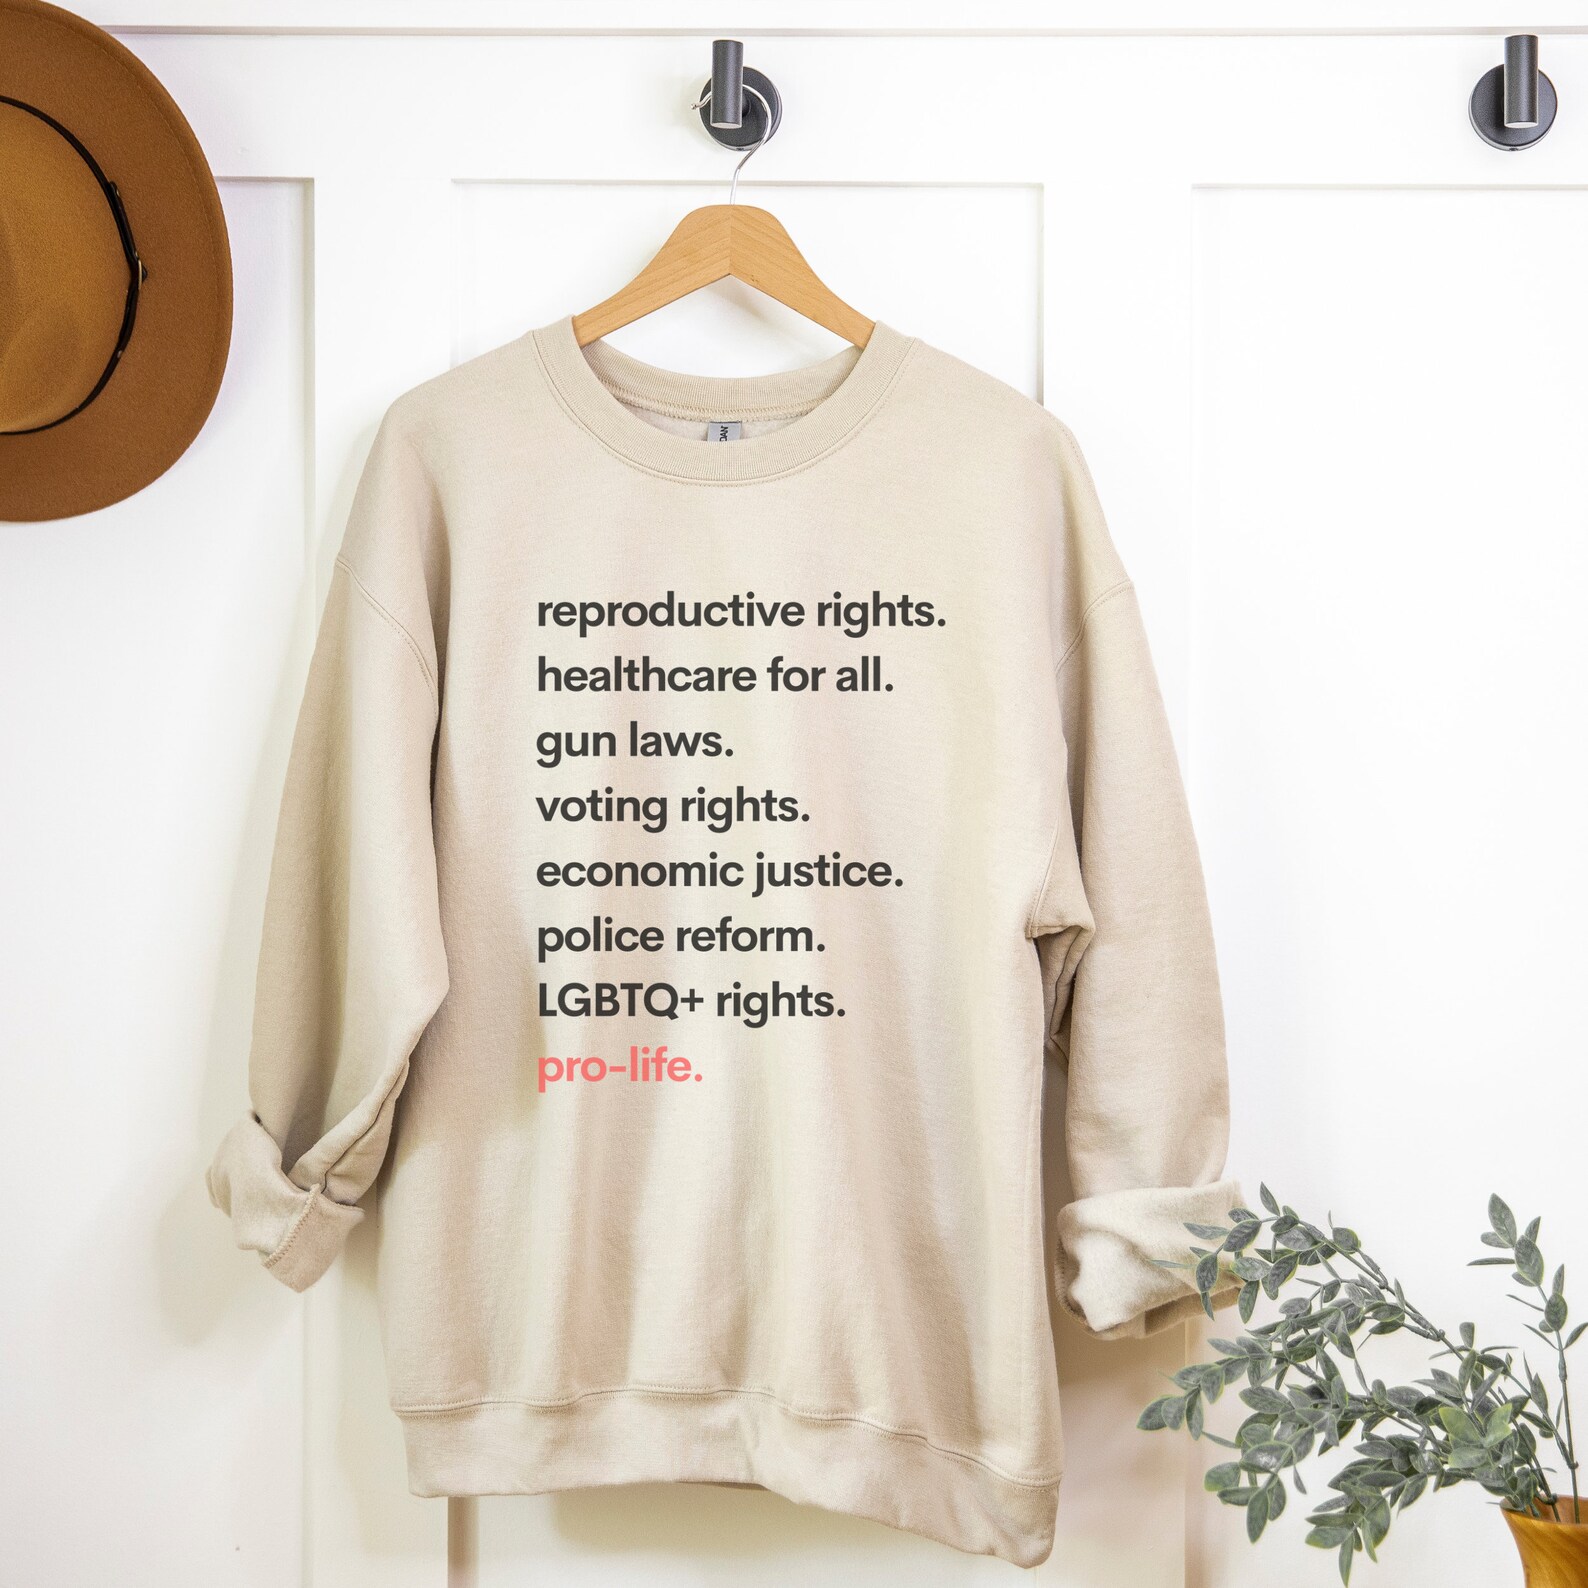 reproductive rights.
healthcare for all.
gun laws.
voting rights.
economic justice.
police reform.
LGBTQ+ rights.
pro-life.